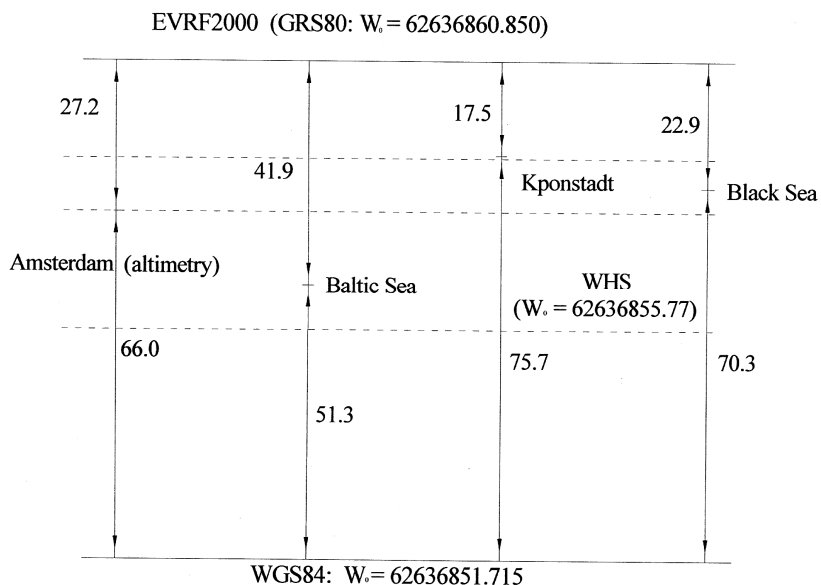 EVRF2000 (GRS80: W₀ = 62636860.850)
27.2
17.5
22.9
41.9
Kponstadt
Black Sea
Amsterdam (altimetry)
Baltic Sea
WHS
(W₀ = 62636855.77)
66.0
75.7
70.3
51.3
WGS84: W₀ = 62636851.715